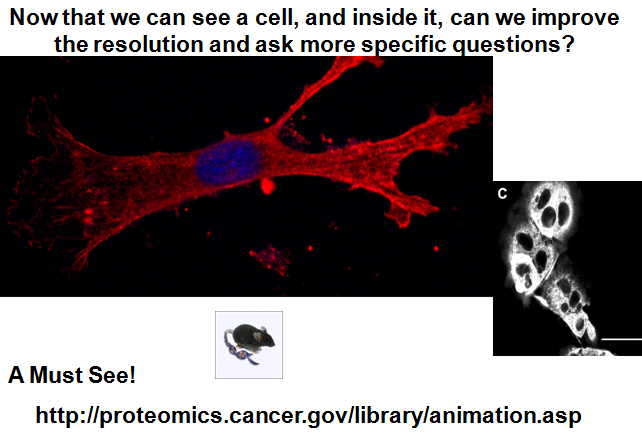 Now that we can see a cell, and inside it, can we improve
the resolution and ask more specific questions?
C
A Must See!
http://proteomics.cancer.gov/library/animation.asp